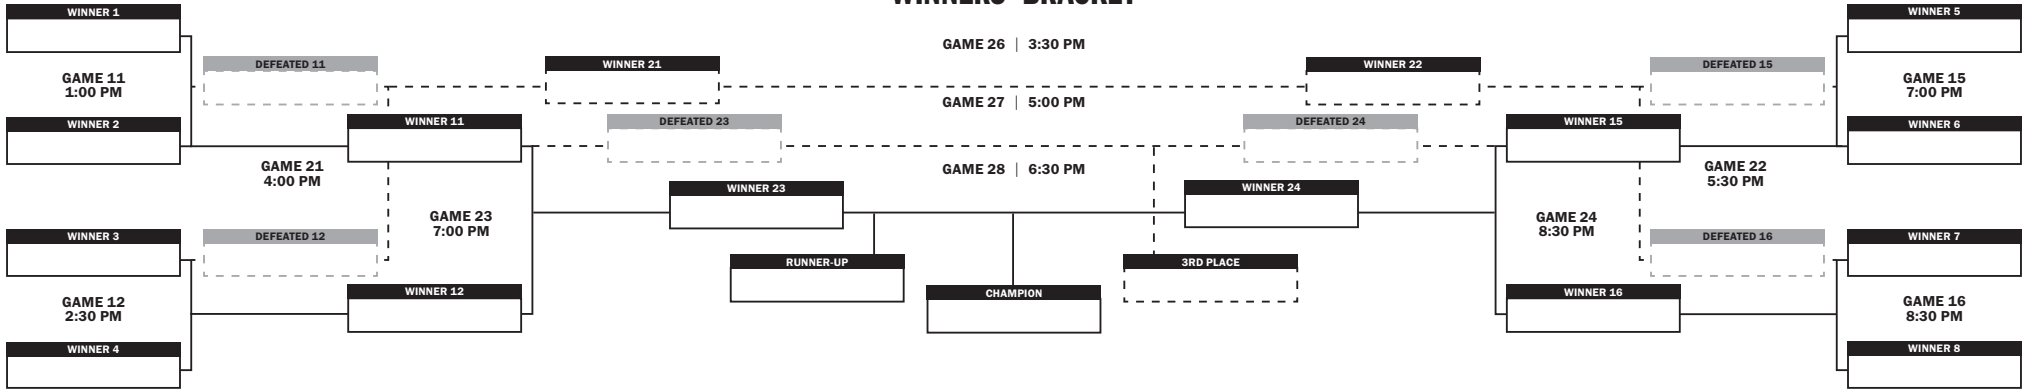 WINNERS' BRACKET
WINNER 1
WINNER 5
GAME 26 | 3:30 PM
DEFEATED 11
WINNER 21
WINNER 22
DEFEATED 15
GAME 11
1:00 PM
GAME 15
7:00 PM
GAME 27 | 5:00 PM
WINNER 2
WINNER 11
DEFEATED 23
DEFEATED 24
WINNER 15
WINNER 6
GAME 21
4:00 PM
GAME 28 | 6:30 PM
GAME 22
5:30 PM
WINNER 23
WINNER 24
GAME 23
7:00 PM
GAME 24
8:30 PM
WINNER 3
DEFEATED 12
DEFEATED 16
WINNER 7
RUNNER-UP
3RD PLACE
GAME 12
2:30 PM
WINNER 12
CHAMPION
WINNER 16
GAME 16
8:30 PM
WINNER 4
WINNER 8